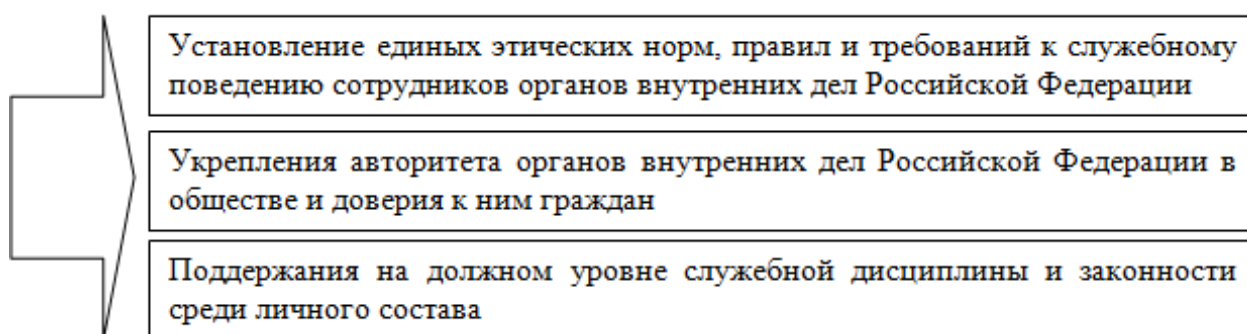 Установление единых этических норм, правил и требований к служебному
поведению сотрудников органов внутренних дел Российской Федерации
Укрепления авторитета органов внутренних дел Российской Федерации в
обществе и доверия к ним граждан
Поддержания на должном уровне служебной дисциплины и законности
среди личного состава